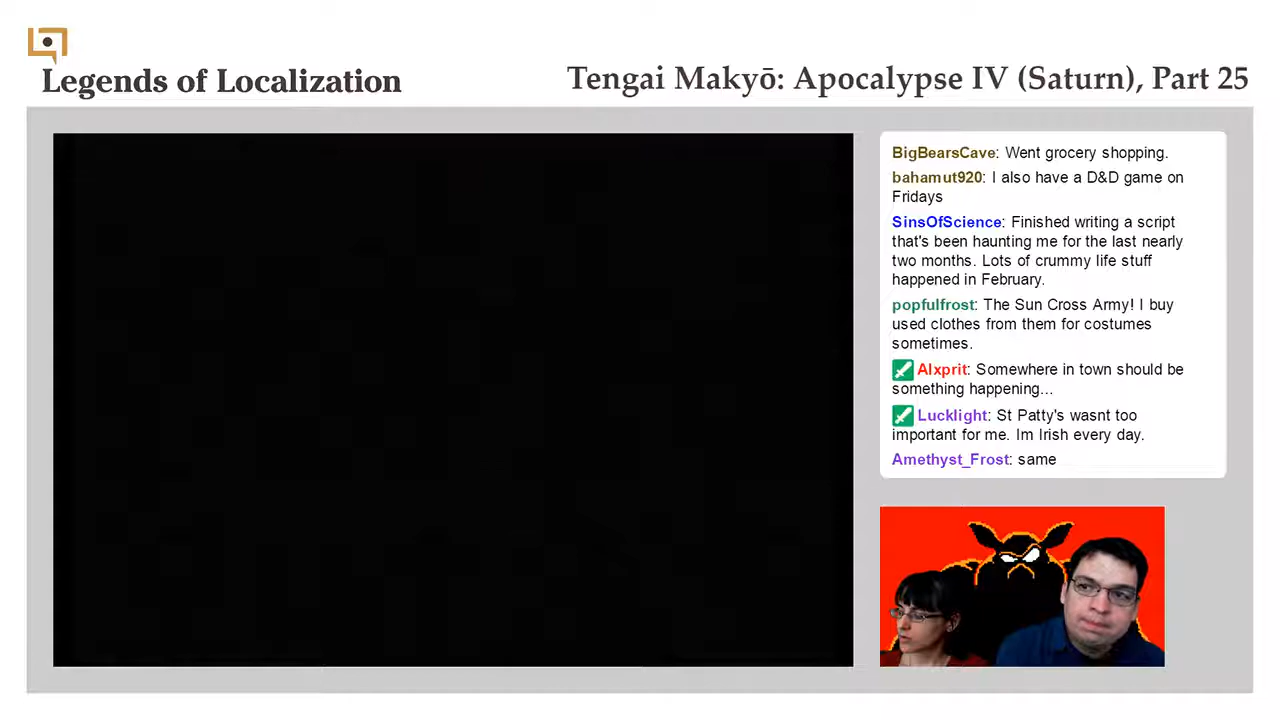 Legends of Localization
Tengai Makyō: Apocalypse IV (Saturn), Part 25
BigBearsCave: Went grocery shopping.
bahamut920: I also have a D&D game on
Fridays
SinsOfScience: Finished writing a script
that's been haunting me for the last nearly
two months. Lots of crummy life stuff
happened in February.
popfulfrost: The Sun Cross Army! I buy
used clothes from them for costumes
sometimes.
Alxprit: Somewhere in town should be
something happening...
Lucklight: St Patty's wasnt too
important for me. Im Irish every day.
Amethyst_Frost: same